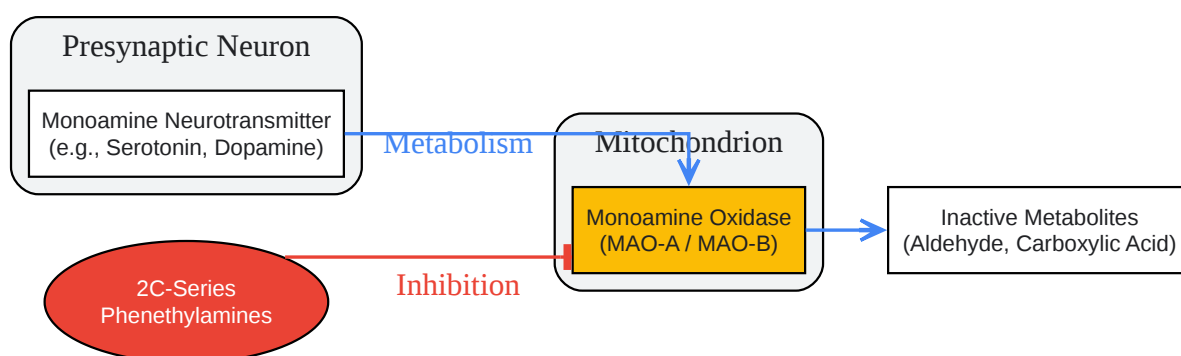 Presynaptic Neuron
Monoamine Neurotransmitter
(e.g., Serotonin, Dopamine)
Metabolism
Mitochondrion
Monoamine Oxidase
(MAO-A / MAO-B)
Inactive Metabolites
(Aldehyde, Carboxylic Acid)
2C-Series
Phenethylamines
Inhibition